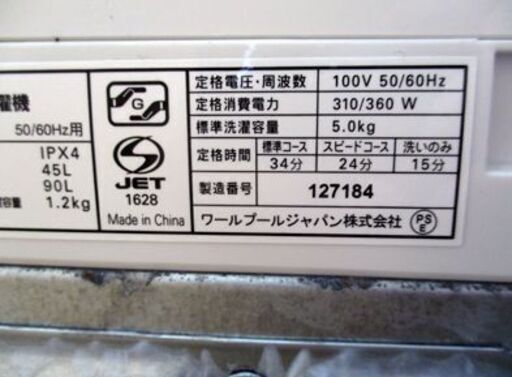 濯機
50/60Hz用
IPX4
45L
90L
容量 1.2kg
G
S
JET
1628
Made in China
定格電圧・周波数 100V 50/60Hz
定格消費電力 310/360 W
標準洗濯容量 5.0kg
定格時間 標準コース スピードコース 洗いのみ
34分 24分 15分
製造番号 127184
ワールプールジャパン株式会社 PSE